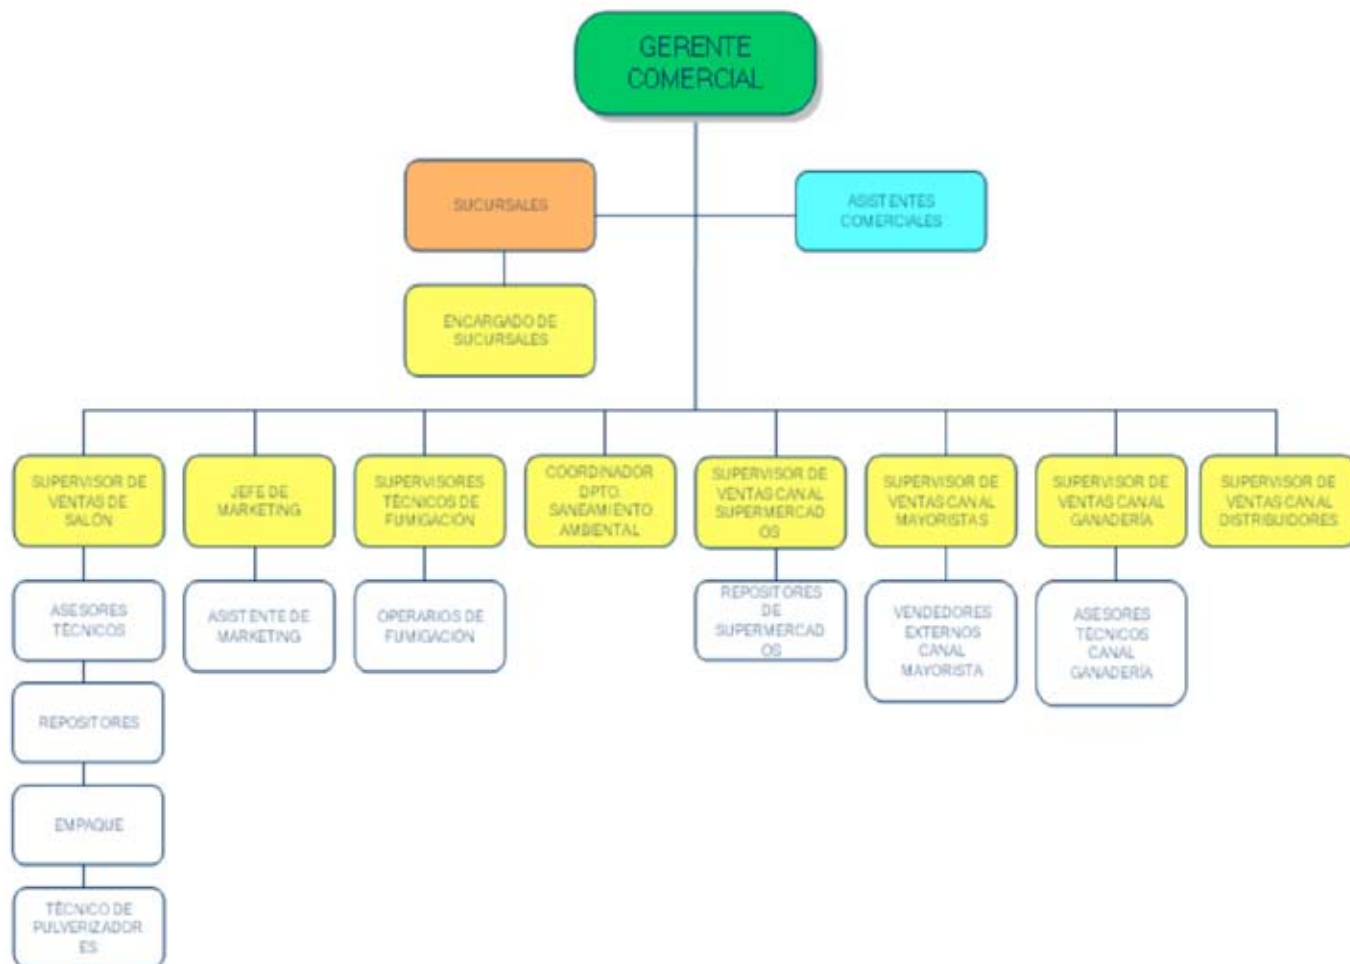 GERENTE
COMERCIAL
SUCURSALES
ASISTENTES
COMERCIALES
ENCARGADO DE
SUCURSALES
SUPERVISOR DE
VENTAS DE
SALÓN
JEFE DE
MARKETING
SUPERVISORES
TÉCNICOS DE
FUMIGACIÓN
COORDINADOR
DPTO.
SANEAMIENTO
AMBIENTAL
SUPERVISOR DE
VENTAS CANAL
SUPERMERCAD
OS
SUPERVISOR DE
VENTAS CANAL
MAYORISTAS
SUPERVISOR DE
VENTAS CANAL
GANADERÍA
SUPERVISOR DE
VENTAS CANAL
DISTRIBUIDORES
ASESORES
TÉCNICOS
ASISTENTE DE
MARKETING
OPERARIOS DE
FUMIGACIÓN
REPOSITORES
DE
SUPERMERCAD
OS
VENDEDORES
EXTERNOS
CANAL
MAYORISTA
ASESORES
TÉCNICOS
CANAL
GANADERÍA
REPOSITORES
EMPAQUE
TÉCNICO DE
PULVERIZADOR
ES